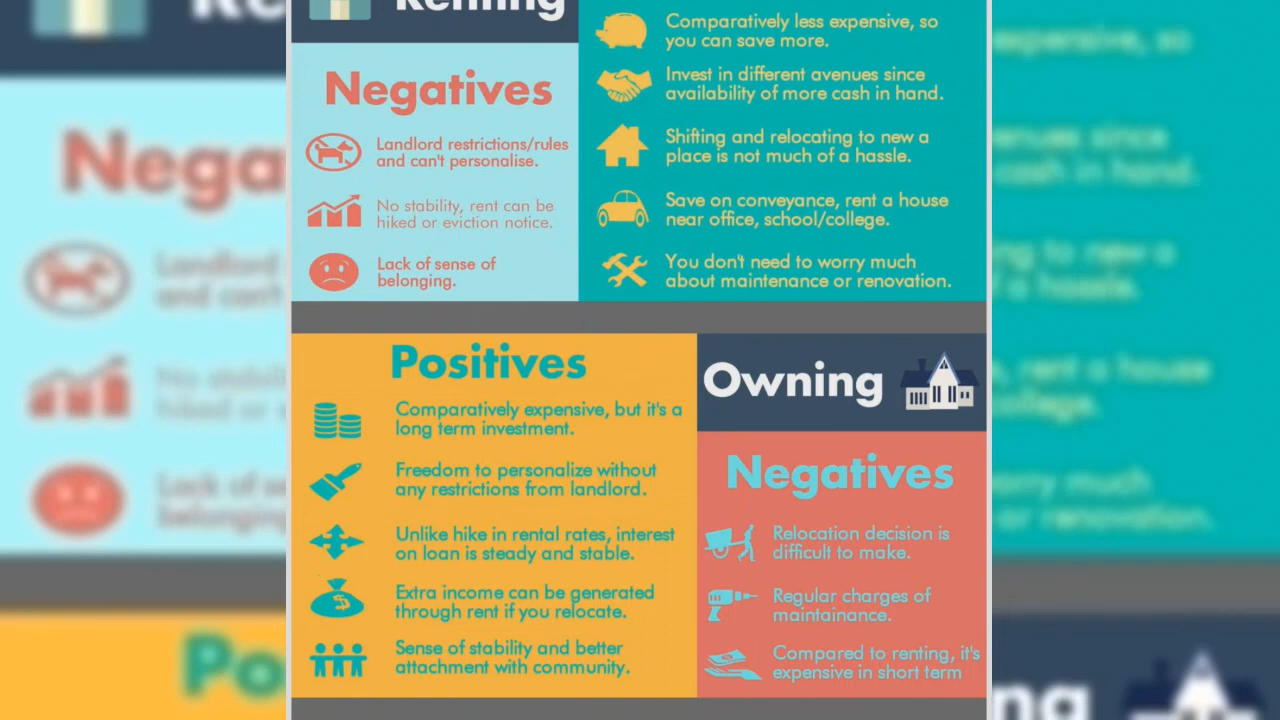 Renting
Negatives
Landlord restrictions/rules
and can't personalise.
No stability, rent can be
hiked or eviction notice.
Lack of sense of
belonging.
Comparatively less expensive, so
you can save more.
Invest in different avenues since
availability of more cash in hand.
Shifting and relocating to new a
place is not much of a hassle.
Save on conveyance, rent a house
near office, school/college.
You don't need to worry much
about maintenance or renovation.
Positives
Comparatively expensive, but it's a
long term investment.
Freedom to personalize without
any restrictions from landlord.
Unlike hike in rental rates, interest
on loan is steady and stable.
Extra income can be generated
through rent if you relocate.
Sense of stability and better
attachment with community.
Owning
Negatives
Relocation decision is
difficult to make.
Regular charges of
maintainance.
Compared to renting, it's
expensive in short term